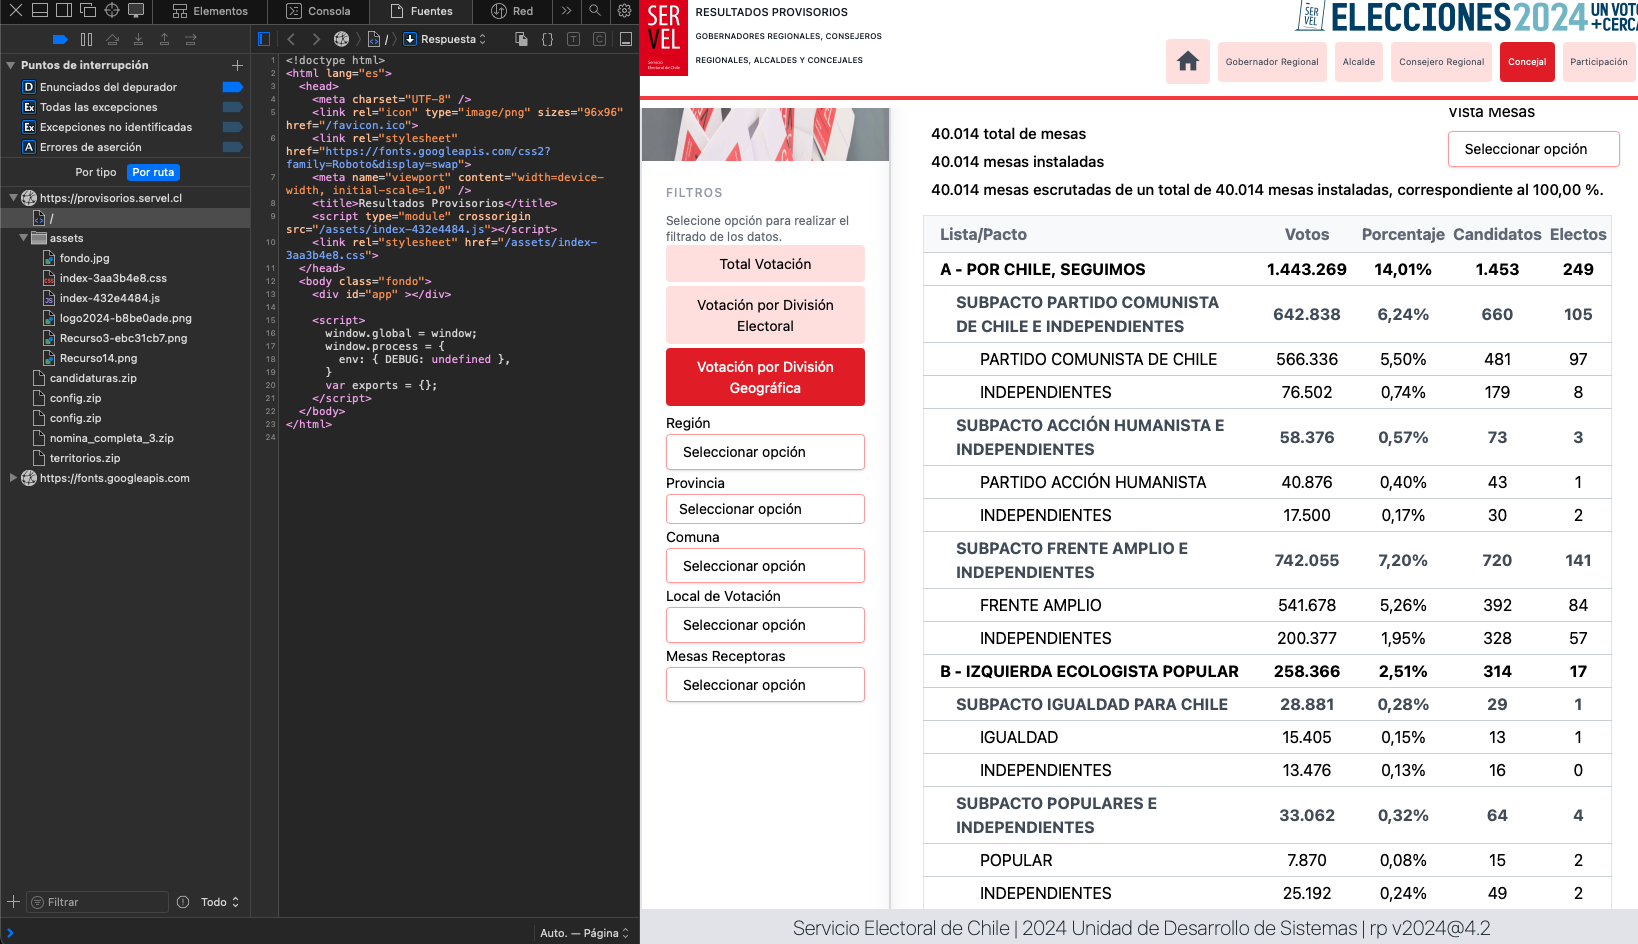 Elementos
Consola
Fuentes
Red
Respuesta
Puntos de interrupción
Enunciados del depurador
Todas las excepciones
Excepciones no identificadas
Errores de aserción
Por tipo
Por ruta
https://provisorios.servel.cl
/
assets
fondo.jpg
index-3aa3b4e8.css
index-432e4484.js
logo2024-b8be0ade.png
Recurso3-ebc31cb7.png
Recurso14.png
candidaturas.zip
config.zip
config.zip
nomina_completa_3.zip
territorios.zip
https://fonts.googleapis.com
Filtrar
Todo
1 <!doctype html>
2 <html lang="es">
3 <head>
4 <meta charset="UTF-8" />
5 <link rel="icon" type="image/png" sizes="96x96"
href="/favicon.ico">
6 <link rel="stylesheet"
href="https://fonts.googleapis.com/css2?
family=Roboto&display=swap">
7 <meta name="viewport" content="width=device-
width, initial-scale=1.0" />
8 <title>Resultados Provisorios</title>
9 <script type="module" crossorigin
src="/assets/index-432e4484.js"></script>
10 <link rel="stylesheet" href="/assets/index-
3aa3b4e8.css">
11 </head>
12 <body class="fondo">
13 <div id="app" ></div>
14
15 <script>
16 window.global = window;
17 window.process = {
18 env: { DEBUG: undefined },
19 }
20 var exports = {};
21 </script>
22 </body>
23 </html>
24
Auto. — Página
SERVEL
Servicio
Electoral de Chile
RESULTADOS PROVISORIOS
GOBERNADORES REGIONALES, CONSEJEROS
REGIONALES, ALCALDES Y CONCEJALES
SERVEL
ELECCIONES2024
UN VOTO
+CERCA
Gobernador Regional
Alcalde
Consejero Regional
Concejal
Participación
FILTROS
Selecione opción para realizar el
filtrado de los datos.
Total Votación
Votación por División
Electoral
Votación por División
Geográfica
Región
Seleccionar opción
Provincia
Seleccionar opción
Comuna
Seleccionar opción
Local de Votación
Seleccionar opción
Mesas Receptoras
Seleccionar opción
Vista Mesas
Seleccionar opción
40.014 total de mesas
40.014 mesas instaladas
40.014 mesas escrutadas de un total de 40.014 mesas instaladas, correspondiente al 100,00 %.
Lista/Pacto Votos Porcentaje Candidatos Electos
A - POR CHILE, SEGUIMOS 1.443.269 14,01% 1.453 249
SUBPACTO PARTIDO COMUNISTA
DE CHILE E INDEPENDIENTES 642.838 6,24% 660 105
PARTIDO COMUNISTA DE CHILE 566.336 5,50% 481 97
INDEPENDIENTES 76.502 0,74% 179 8
SUBPACTO ACCIÓN HUMANISTA E
INDEPENDIENTES 58.376 0,57% 73 3
PARTIDO ACCIÓN HUMANISTA 40.876 0,40% 43 1
INDEPENDIENTES 17.500 0,17% 30 2
SUBPACTO FRENTE AMPLIO E
INDEPENDIENTES 742.055 7,20% 720 141
FRENTE AMPLIO 541.678 5,26% 392 84
INDEPENDIENTES 200.377 1,95% 328 57
B - IZQUIERDA ECOLOGISTA POPULAR 258.366 2,51% 314 17
SUBPACTO IGUALDAD PARA CHILE 28.881 0,28% 29 1
IGUALDAD 15.405 0,15% 13 1
INDEPENDIENTES 13.476 0,13% 16 0
SUBPACTO POPULARES E
INDEPENDIENTES 33.062 0,32% 64 4
POPULAR 7.870 0,08% 15 2
INDEPENDIENTES 25.192 0,24% 49 2
Servicio Electoral de Chile | 2024 Unidad de Desarrollo de Sistemas | rp v2024@4.2